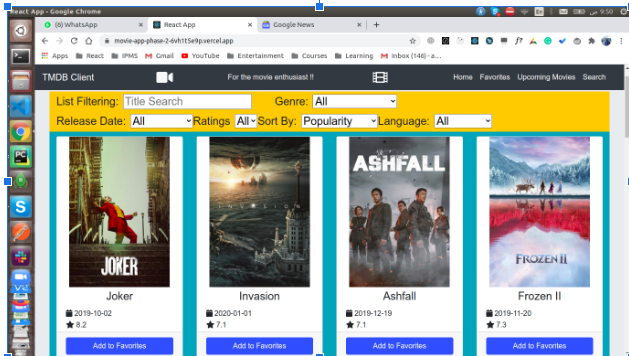 React App - Google Chrome
En
9:50 ص
(6) WhatsApp
React App
Google News
movie-app-phase-2-6vh1t5e9p.vercel.app
Apps React IPMS Gmail YouTube Entertainment Courses Learning Inbox (146) - a...
TMDB Client For the movie enthusiast !! Home Favorites Upcoming Movies Search
List Filtering: Title Search Genre: All
Release Date: All Ratings All Sort By: Popularity Language: All
JOKER
ASHFALL
FROZEN II
Joker Invasion Ashfall Frozen II
2019-10-02 2020-01-01 2019-12-19 2019-11-20
8.2 7.1 7.1 7.3
Add to Favorites Add to Favorites Add to Favorites Add to Favorites
PC